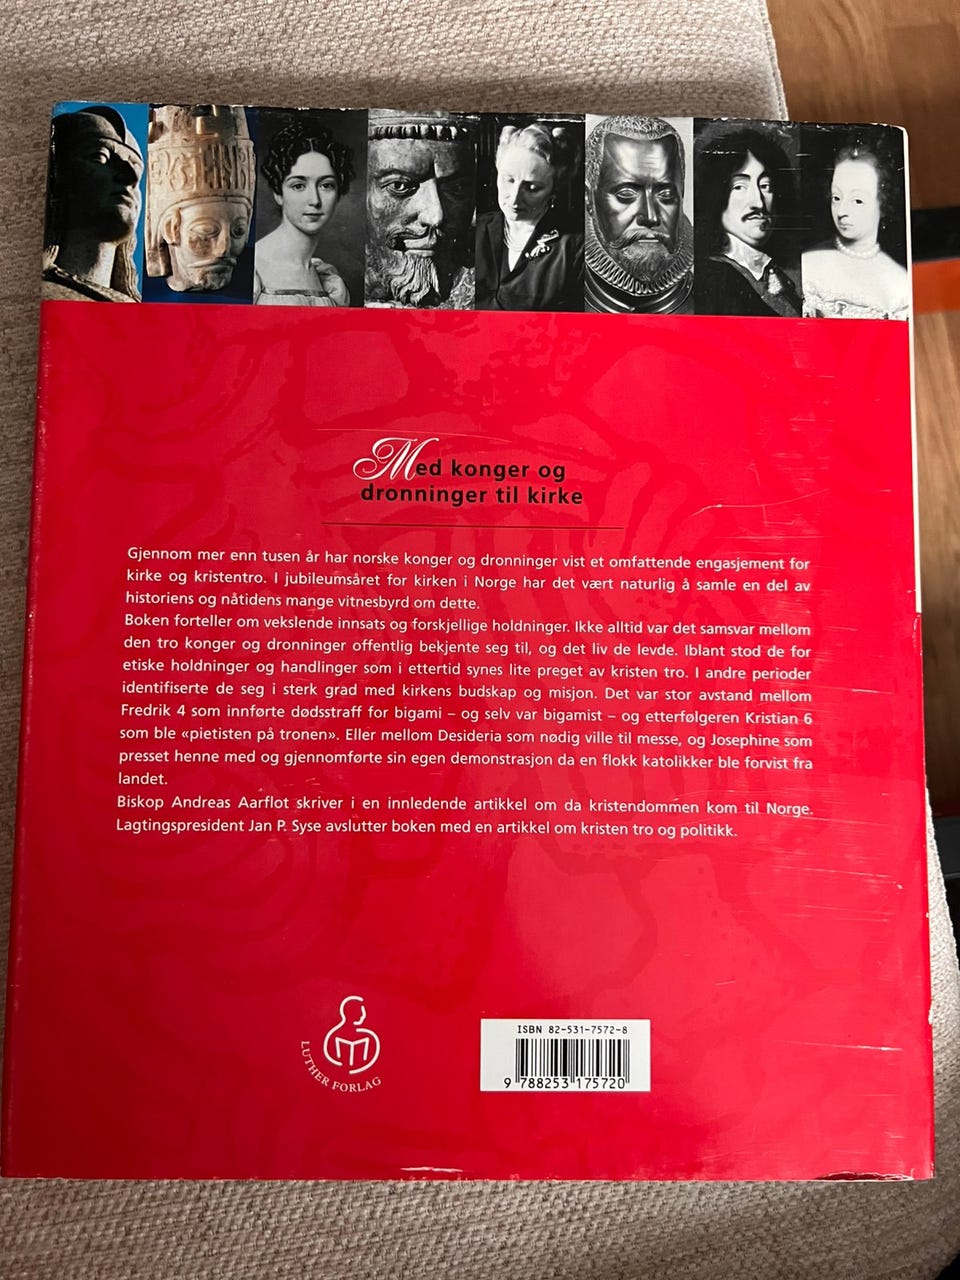 Med konger og
dronninger til kirke
Gjennom mer enn tusen år har norske konger og dronninger vist et omfattende engasjement for
kirke og kristentro. I jubileumsåret for kirken i Norge har det vært naturlig å samle en del av
historiens og nåtidens mange vitnesbyrd om dette.
Boken forteller om vekslende innsats og forskjellige holdninger. Ikke alltid var det samsvar mellom
den tro konger og dronninger offentlig bekjente seg til, og det liv de levde. Iblant stod de for
etiske holdninger og handlinger som i ettertid synes lite preget av kristen tro. I andre perioder
identifiserte de seg i sterk grad med kirkens budskap og misjon. Det var stor avstand mellom
Fredrik 4 som innførte dødsstraff for bigami – og selv var bigamist – og etterfølgeren Kristian 6
som ble «pietisten på tronen». Eller mellom Desideria som nødig ville til messe, og Josephine som
presset henne med og gjennomførte sin egen demonstrasjon da en flokk katolikker ble forvist fra
landet.
Biskop Andreas Aarflot skriver i en innledende artikkel om da kristendommen kom til Norge.
Lagtingspresident Jan P. Syse avslutter boken med en artikkel om kristen tro og politikk.
LUTHER FORLAG
ISBN 82-531-7572-8
9 788253 175720